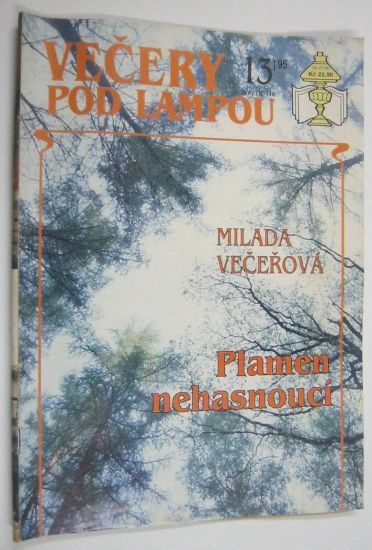 VEČERY
POD LAMPOU
13/95
Kč 22,90
MILADA
VEČEŘOVÁ
Plamen
nehasnoucí